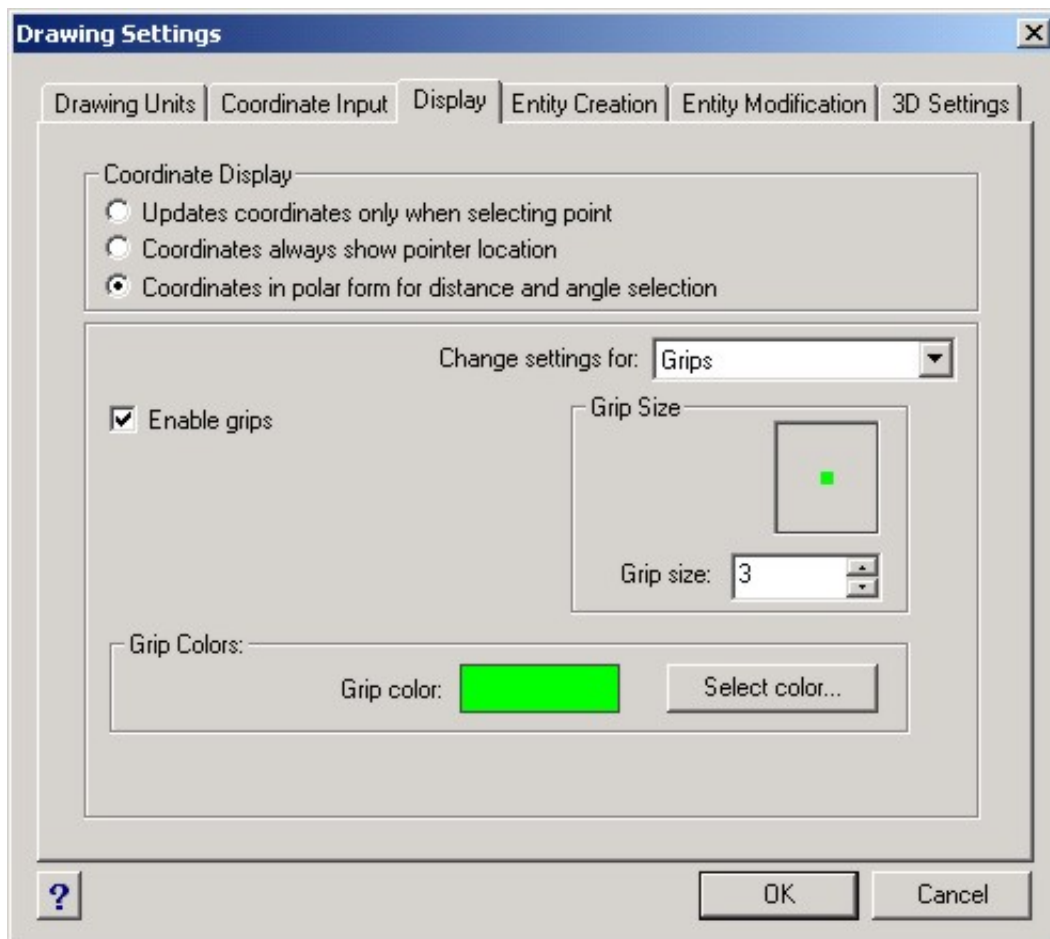 Drawing Settings
Drawing Units Coordinate Input Display Entity Creation Entity Modification 3D Settings
Coordinate Display
Updates coordinates only when selecting point
Coordinates always show pointer location
Coordinates in polar form for distance and angle selection
Change settings for: Grips
Enable grips
Grip Size
Grip size: 3
Grip Colors:
Grip color: Select color...
? OK Cancel